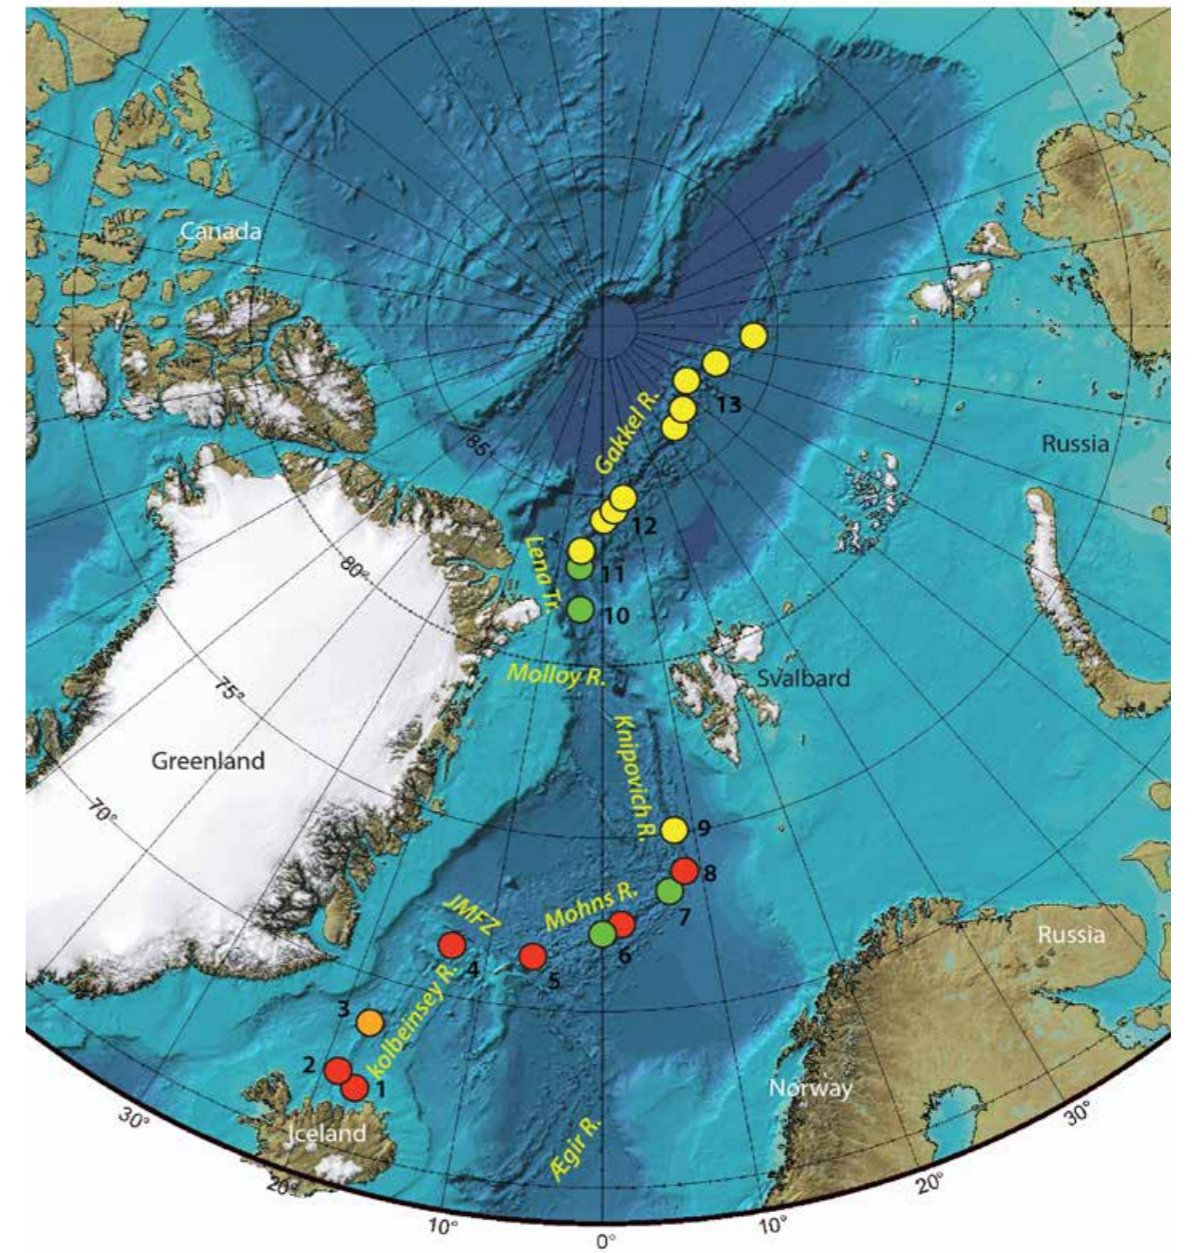 Canada
Gakkel R.
13
85°
Russia
12
Lena Tr.
11
80°
10
Molloy R.
Svalbard
75°
Knipovich R.
Greenland
70°
9
8
JMFZ
Mohns R.
7
Russia
6
4
5
kolbeinsey R.
3
2
1
Norway
30°
30°
Iceland
Ægir R.
20°
20°
10°
10°
0°